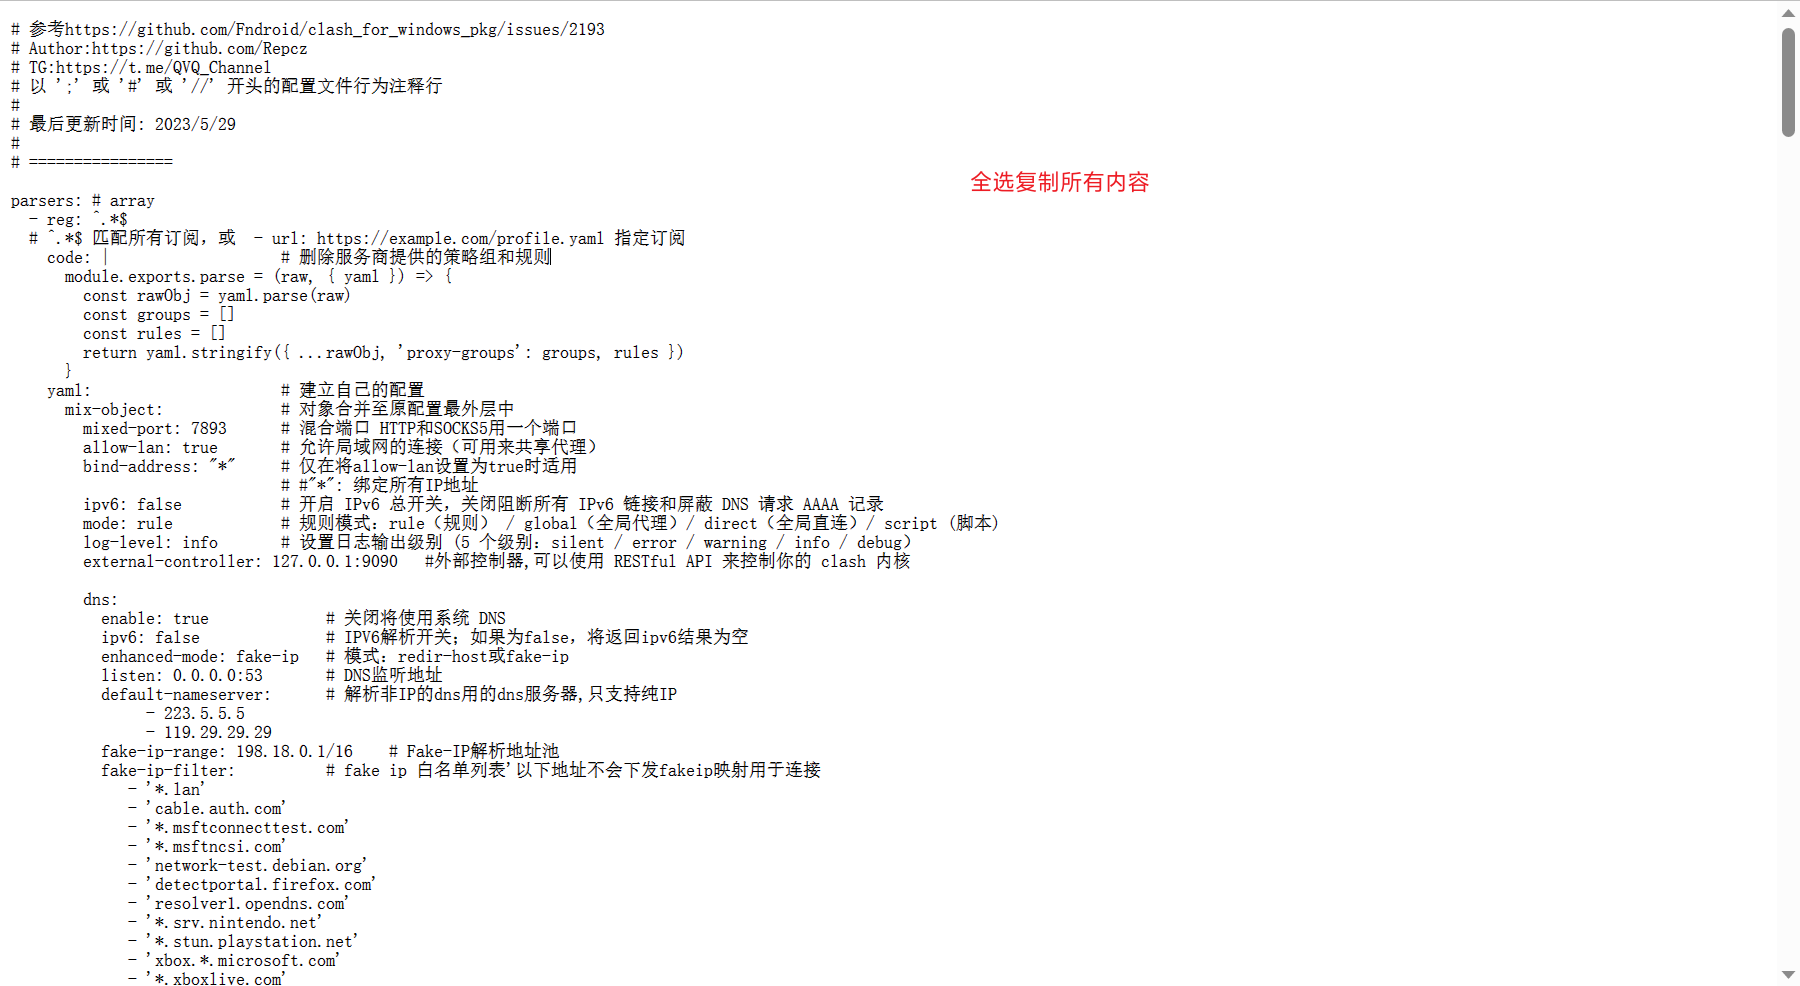 # 参考https://github.com/Fndroid/clash_for_windows_pkg/issues/2193
# Author:https://github.com/Repcz
# TG:https://t.me/QVQ_Channel
# 以 ';' 或 '#' 或 '//' 开头的配置文件行为注释行
#
# 最后更新时间: 2023/5/29
#
# ================
全选复制所有内容
parsers: # array
  - reg: ^.*$
  # ^.*$ 匹配所有订阅，或  - url: https://example.com/profile.yaml 指定订阅
    code: |                   # 删除服务商提供的策略组和规则
      module.exports.parse = (raw, { yaml }) => {
        const rawObj = yaml.parse(raw)
        const groups = []
        const rules = []
        return yaml.stringify({ ...rawObj, 'proxy-groups': groups, rules })
      }
    yaml:                     # 建立自己的配置
      mix-object:             # 对象合并至原配置最外层中
        mixed-port: 7893      # 混合端口 HTTP和SOCKS5用一个端口
        allow-lan: true       # 允许局域网的连接（可用来共享代理）
        bind-address: "*"     # 仅在将allow-lan设置为true时适用
                              # #"*": 绑定所有IP地址
        ipv6: false           # 开启 IPv6 总开关，关闭阻断所有 IPv6 链接和屏蔽 DNS 请求 AAAA 记录
        mode: rule            # 规则模式：rule（规则） / global（全局代理）/ direct（全局直连）/ script (脚本)
        log-level: info       # 设置日志输出级别 (5 个级别：silent / error / warning / info / debug）
        external-controller: 127.0.0.1:9090   #外部控制器,可以使用 RESTful API 来控制你的 clash 内核
        dns:
          enable: true             # 关闭将使用系统 DNS
          ipv6: false              # IPV6解析开关；如果为false，将返回ipv6结果为空
          enhanced-mode: fake-ip   # 模式：redir-host或fake-ip
          listen: 0.0.0.0:53       # DNS监听地址
          default-nameserver:      # 解析非IP的dns用的dns服务器,只支持纯IP
               - 223.5.5.5
               - 119.29.29.29
          fake-ip-range: 198.18.0.1/16    # Fake-IP解析地址池
          fake-ip-filter:          # fake ip 白名单列表'以下地址不会下发fakeip映射用于连接
             - '*.lan'
             - 'cable.auth.com'
             - '*.msftconnecttest.com'
             - '*.msftncsi.com'
             - 'network-test.debian.org'
             - 'detectportal.firefox.com'
             - 'resolver1.opendns.com'
             - '*.srv.nintendo.net'
             - '*.stun.playstation.net'
             - 'xbox.*.microsoft.com'
             - '*.xboxlive.com'